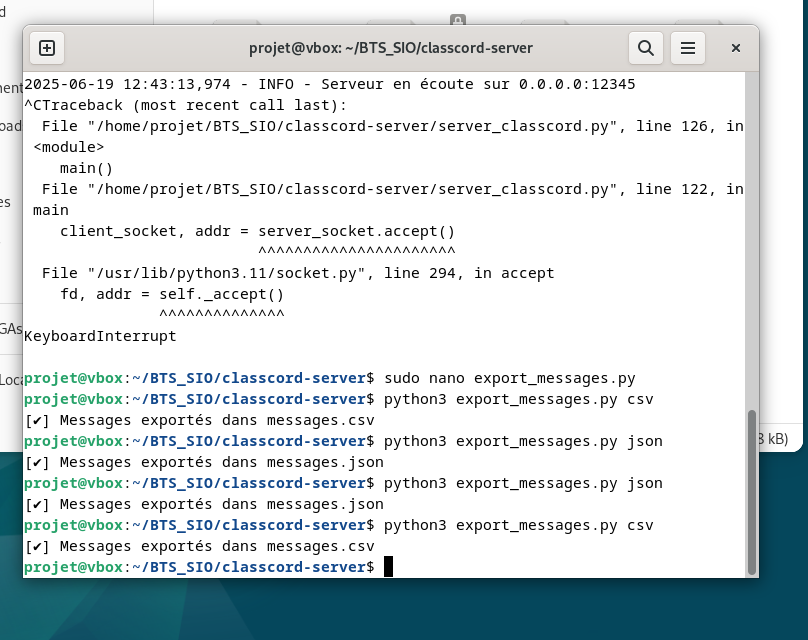 d
projet@vbox: ~/BTS_SIO/classcord-server
2025-06-19 12:43:13,974 - INFO - Serveur en écoute sur 0.0.0.0:12345
^CTraceback (most recent call last):
File "/home/projet/BTS_SIO/classcord-server/server_classcord.py", line 126, in
<module>
main()
File "/home/projet/BTS_SIO/classcord-server/server_classcord.py", line 122, in
main
client_socket, addr = server_socket.accept()
^^^^^^^^^^^^^^^^^^^^^^
File "/usr/lib/python3.11/socket.py", line 294, in accept
fd, addr = self._accept()
^^^^^^^^^^^^^^
KeyboardInterrupt
projet@vbox:~/BTS_SIO/classcord-server$ sudo nano export_messages.py
projet@vbox:~/BTS_SIO/classcord-server$ python3 export_messages.py csv
[✔] Messages exportés dans messages.csv
projet@vbox:~/BTS_SIO/classcord-server$ python3 export_messages.py json
[✔] Messages exportés dans messages.json
projet@vbox:~/BTS_SIO/classcord-server$ python3 export_messages.py json
[✔] Messages exportés dans messages.json
projet@vbox:~/BTS_SIO/classcord-server$ python3 export_messages.py csv
[✔] Messages exportés dans messages.csv
projet@vbox:~/BTS_SIO/classcord-server$
ment
oad
es
GAs
Loca
8 kB)